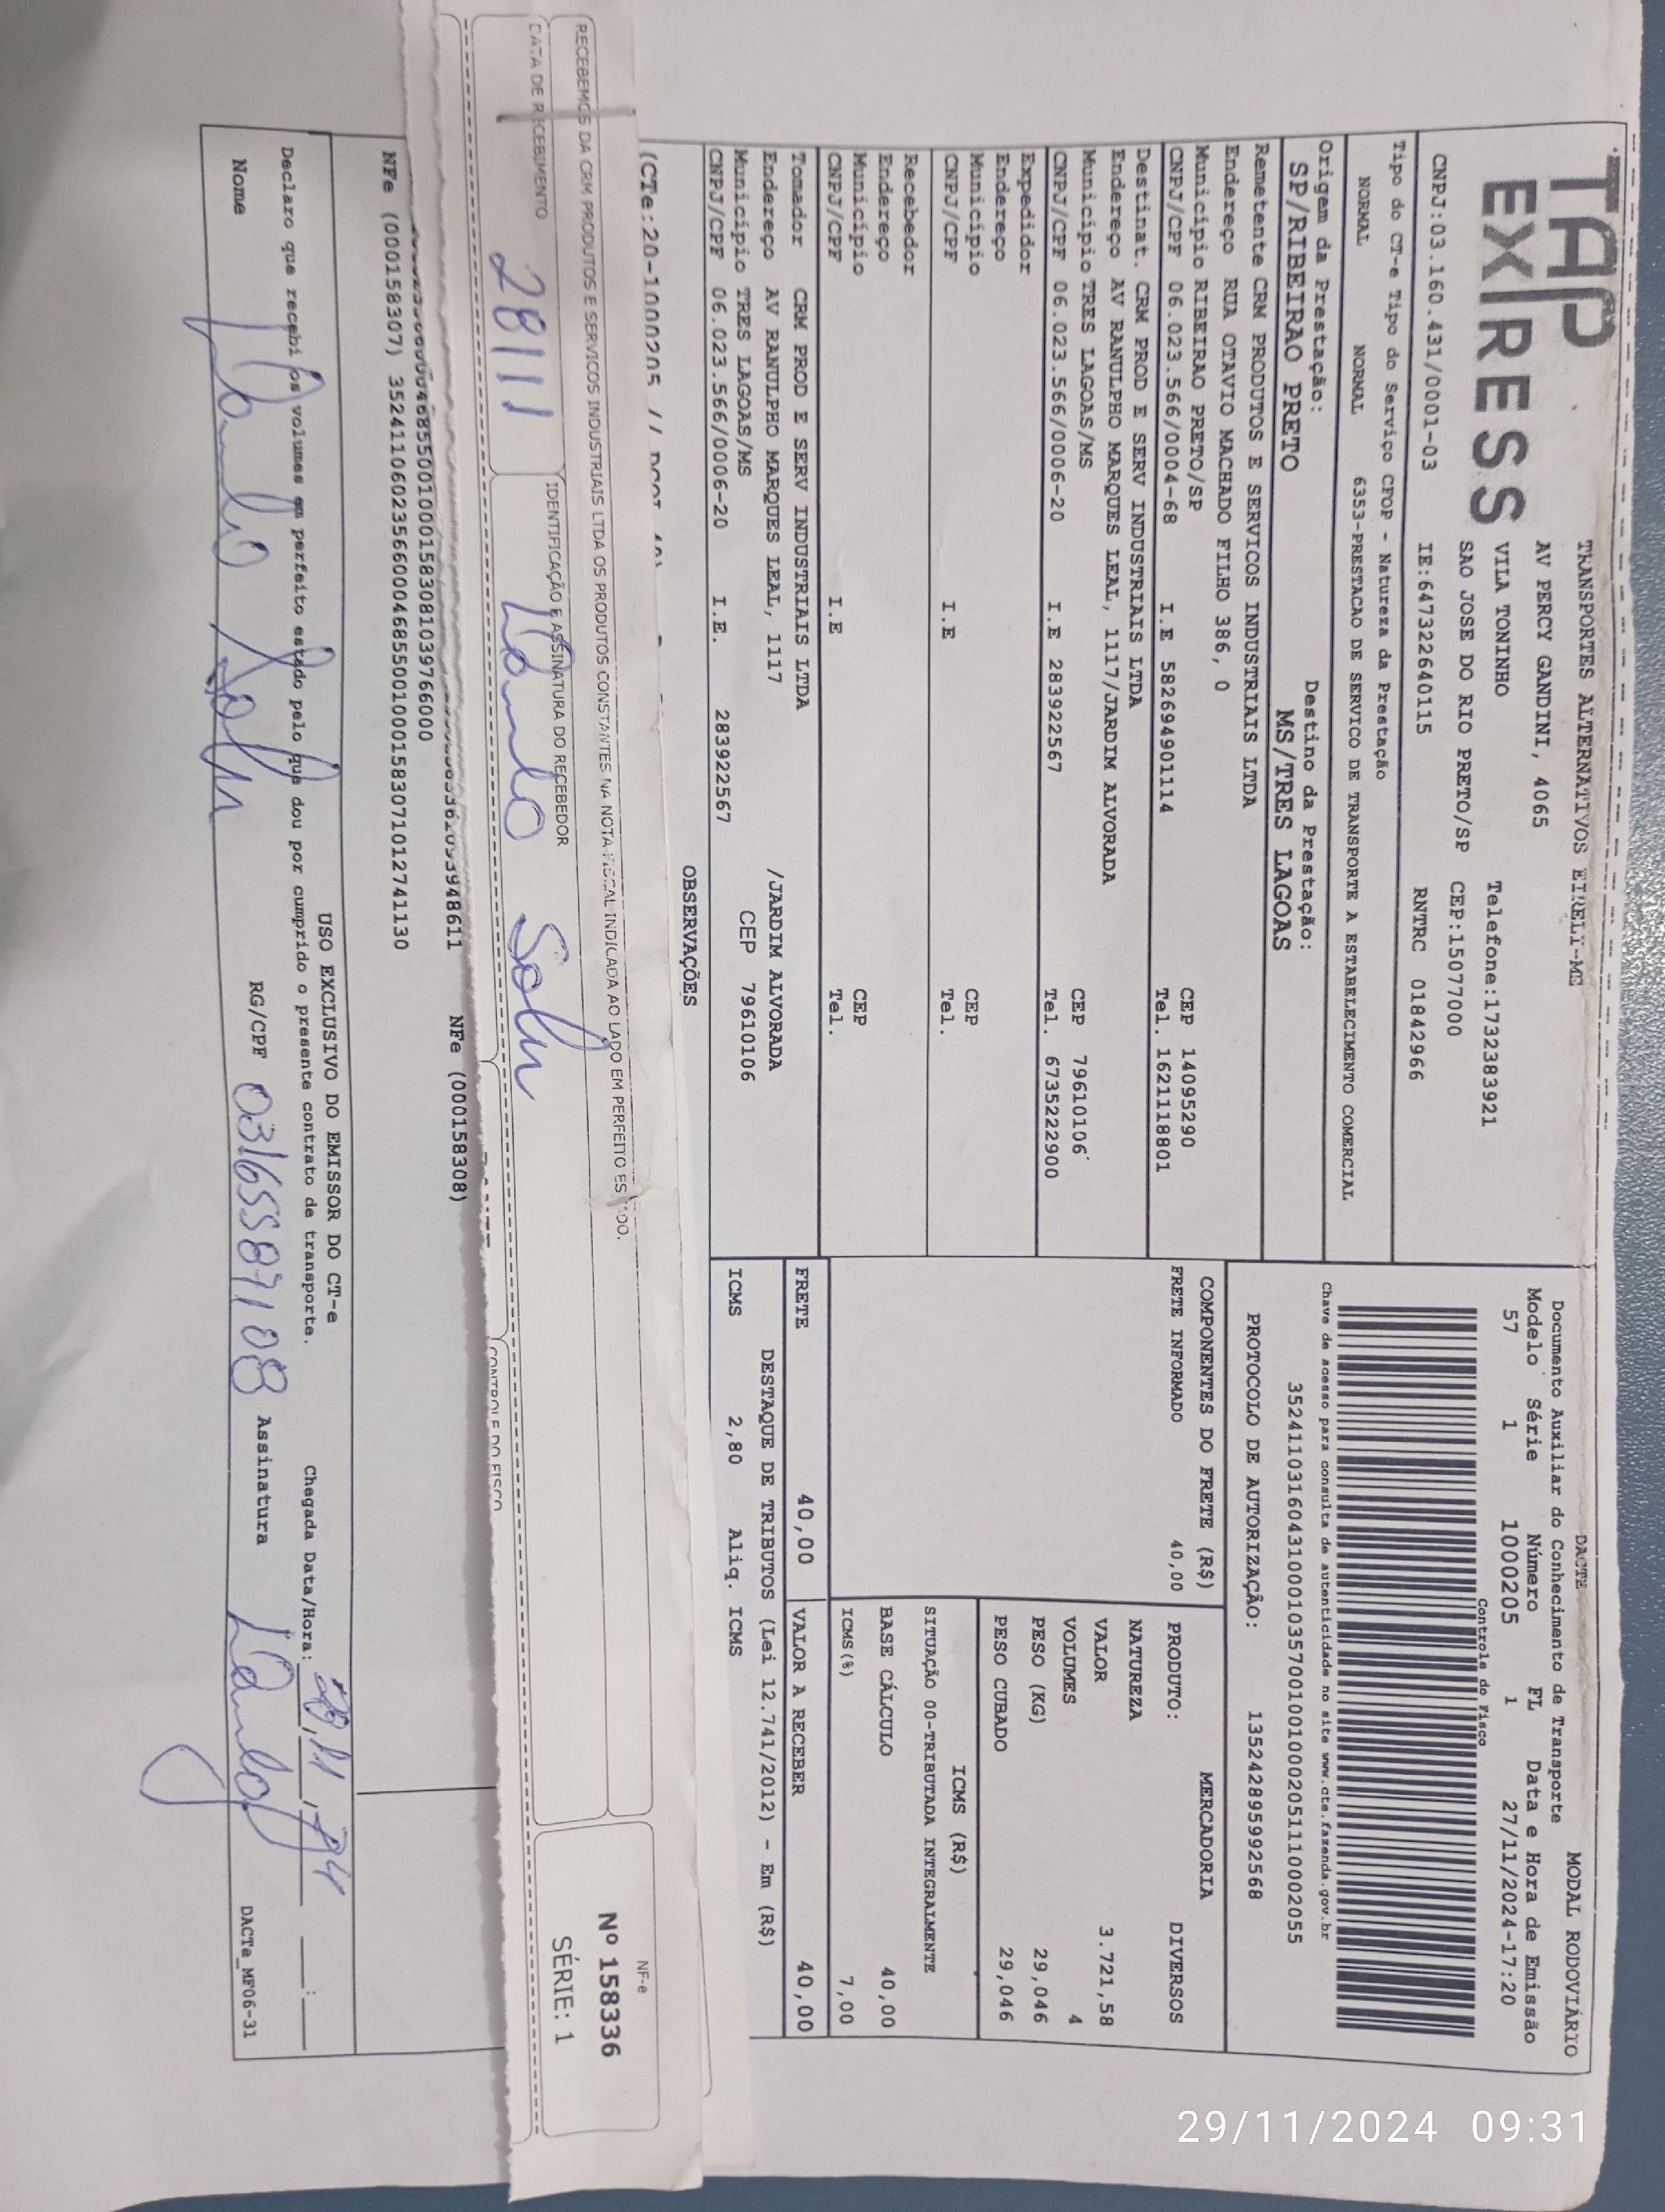 TAP
EXPRESS
TRANSPORTES ALTERNATIVOS EIRELI-ME
AV PERCY GANDINI, 4065
VILA TONINHO Telefone:1732383921
SAO JOSE DO RIO PRETO/SP CEP:15077000
CNPJ:03.160.431/0001-03 IE:647322640115 RNTRC 01842966
Tipo do CT-e Tipo do Serviço CFOP - Natureza da Prestação
NORMAL NORMAL 6353-PRESTACAO DE SERVICO DE TRANSPORTE A ESTABELECIMENTO COMERCIAL
Origem da Prestação: Destino da Prestação:
SP/RIBEIRAO PRETO MS/TRES LAGOAS
Remetente CRM PRODUTOS E SERVICOS INDUSTRIAIS LTDA
Endereço RUA OTAVIO MACHADO FILHO 386, 0
Município RIBEIRAO PRETO/SP CEP 14095290
CNPJ/CPF 06.023.566/0004-68 I.E 582694901114 Tel. 1621118801
Destinat. CRM PROD E SERV INDUSTRIAIS LTDA
Endereço AV RANULPHO MARQUES LEAL, 1117/JARDIM ALVORADA
Município TRES LAGOAS/MS CEP 79610106
CNPJ/CPF 06.023.566/0006-20 I.E 283922567 Tel. 6735222900
Expedidor
Endereço
Município CEP
CNPJ/CPF I.E Tel.
Recebedor
Endereço
Município CEP
CNPJ/CPF I.E Tel.
Tomador CRM PROD E SERV INDUSTRIAIS LTDA
Endereço AV RANULPHO MARQUES LEAL, 1117 /JARDIM ALVORADA
Município TRES LAGOAS/MS CEP 79610106
CNPJ/CPF 06.023.566/0006-20 I.E. 283922567
OBSERVAÇÕES
(CTe:20-1000205 //
DACTE MODAL RODOVIÁRIO
Documento Auxiliar do Conhecimento de Transporte
Modelo Série Número FL Data e Hora de Emissão
57 1 1000205 1 27/11/2024-17:20
Controle do Fisco
Chave de acesso para consulta de autenticidade no site www.cte.fazenda.gov.br
35241103160431000103570010010002051110002055
PROTOCOLO DE AUTORIZAÇÃO: 135242895992568
COMPONENTES DO FRETE (R$)
FRETE INFORMADO 40,00
MERCADORIA
PRODUTO: DIVERSOS
NATUREZA
VALOR 3.721,58
VOLUMES 4
PESO (KG) 29,046
PESO CUBADO 29,046
ICMS (R$)
SITUAÇÃO 00-TRIBUTADA INTEGRALMENTE
BASE CÁLCULO 40,00
ICMS(%) 7,00
FRETE 40,00 VALOR A RECEBER 40,00
DESTAQUE DE TRIBUTOS (Lei 12.741/2012) - Em (R$)
ICMS 2,80 Aliq. ICMS
RECEBEMOS DA CRM PRODUTOS E SERVICOS INDUSTRIAIS LTDA OS PRODUTOS CONSTANTES NA NOTA FISCAL INDICADA AO LADO EM PERFEITO ESTADO.
DATA DE RECEBIMENTO IDENTIFICAÇÃO E ASSINATURA DO RECEBEDOR
28 11 Danilo
NF-e
Nº 158336
SÉRIE: 1
CONTROLE DO FISCO
NFe (000158308)
468550010001583081039766000
NFe (000158307) 35241106023566000468550010001583071012741130
USO EXCLUSIVO DO EMISSOR DO CT-e
Declaro que recebi os volumes em perfeito estado pelo que dou por cumprido o presente contrato de transporte. Chegada Data/Hora:
Nome Danilo RG/CPF 03165587108 Assinatura Danilo
DACTe_MF06-31
29/11/2024 09:31